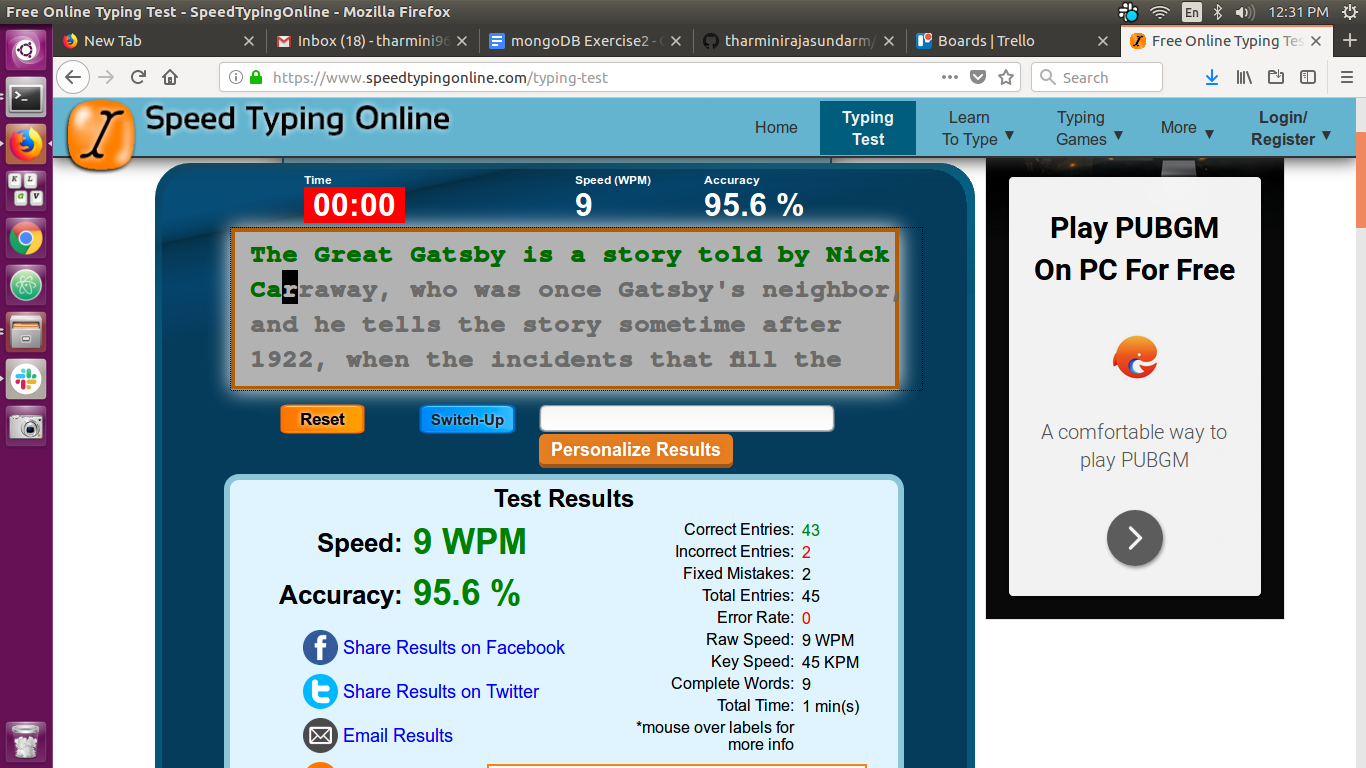 Free Online Typing Test - SpeedTypingOnline - Mozilla Firefox
En
12:31 PM
New Tab
Inbox (18) - tharmini96
mongoDB Exercise2 -
tharminirajasundarm/
Boards | Trello
Free Online Typing Tes
https://www.speedtypingonline.com/typing-test
Search
Speed Typing Online
Home
Typing Test
Learn To Type ▼
Typing Games ▼
More ▼
Login/ Register ▼
Time
Speed (WPM)
Accuracy
00:00
9
95.6 %
The Great Gatsby is a story told by Nick
Carraway, who was once Gatsby's neighbor,
and he tells the story sometime after
1922, when the incidents that fill the
Reset
Switch-Up
Personalize Results
Test Results
Speed: 9 WPM
Accuracy: 95.6 %
Share Results on Facebook
Share Results on Twitter
Email Results
Correct Entries: 43
Incorrect Entries: 2
Fixed Mistakes: 2
Total Entries: 45
Error Rate: 0
Raw Speed: 9 WPM
Key Speed: 45 KPM
Complete Words: 9
Total Time: 1 min(s)
*mouse over labels for
more info
Play PUBGM
On PC For Free
A comfortable way to
play PUBGM